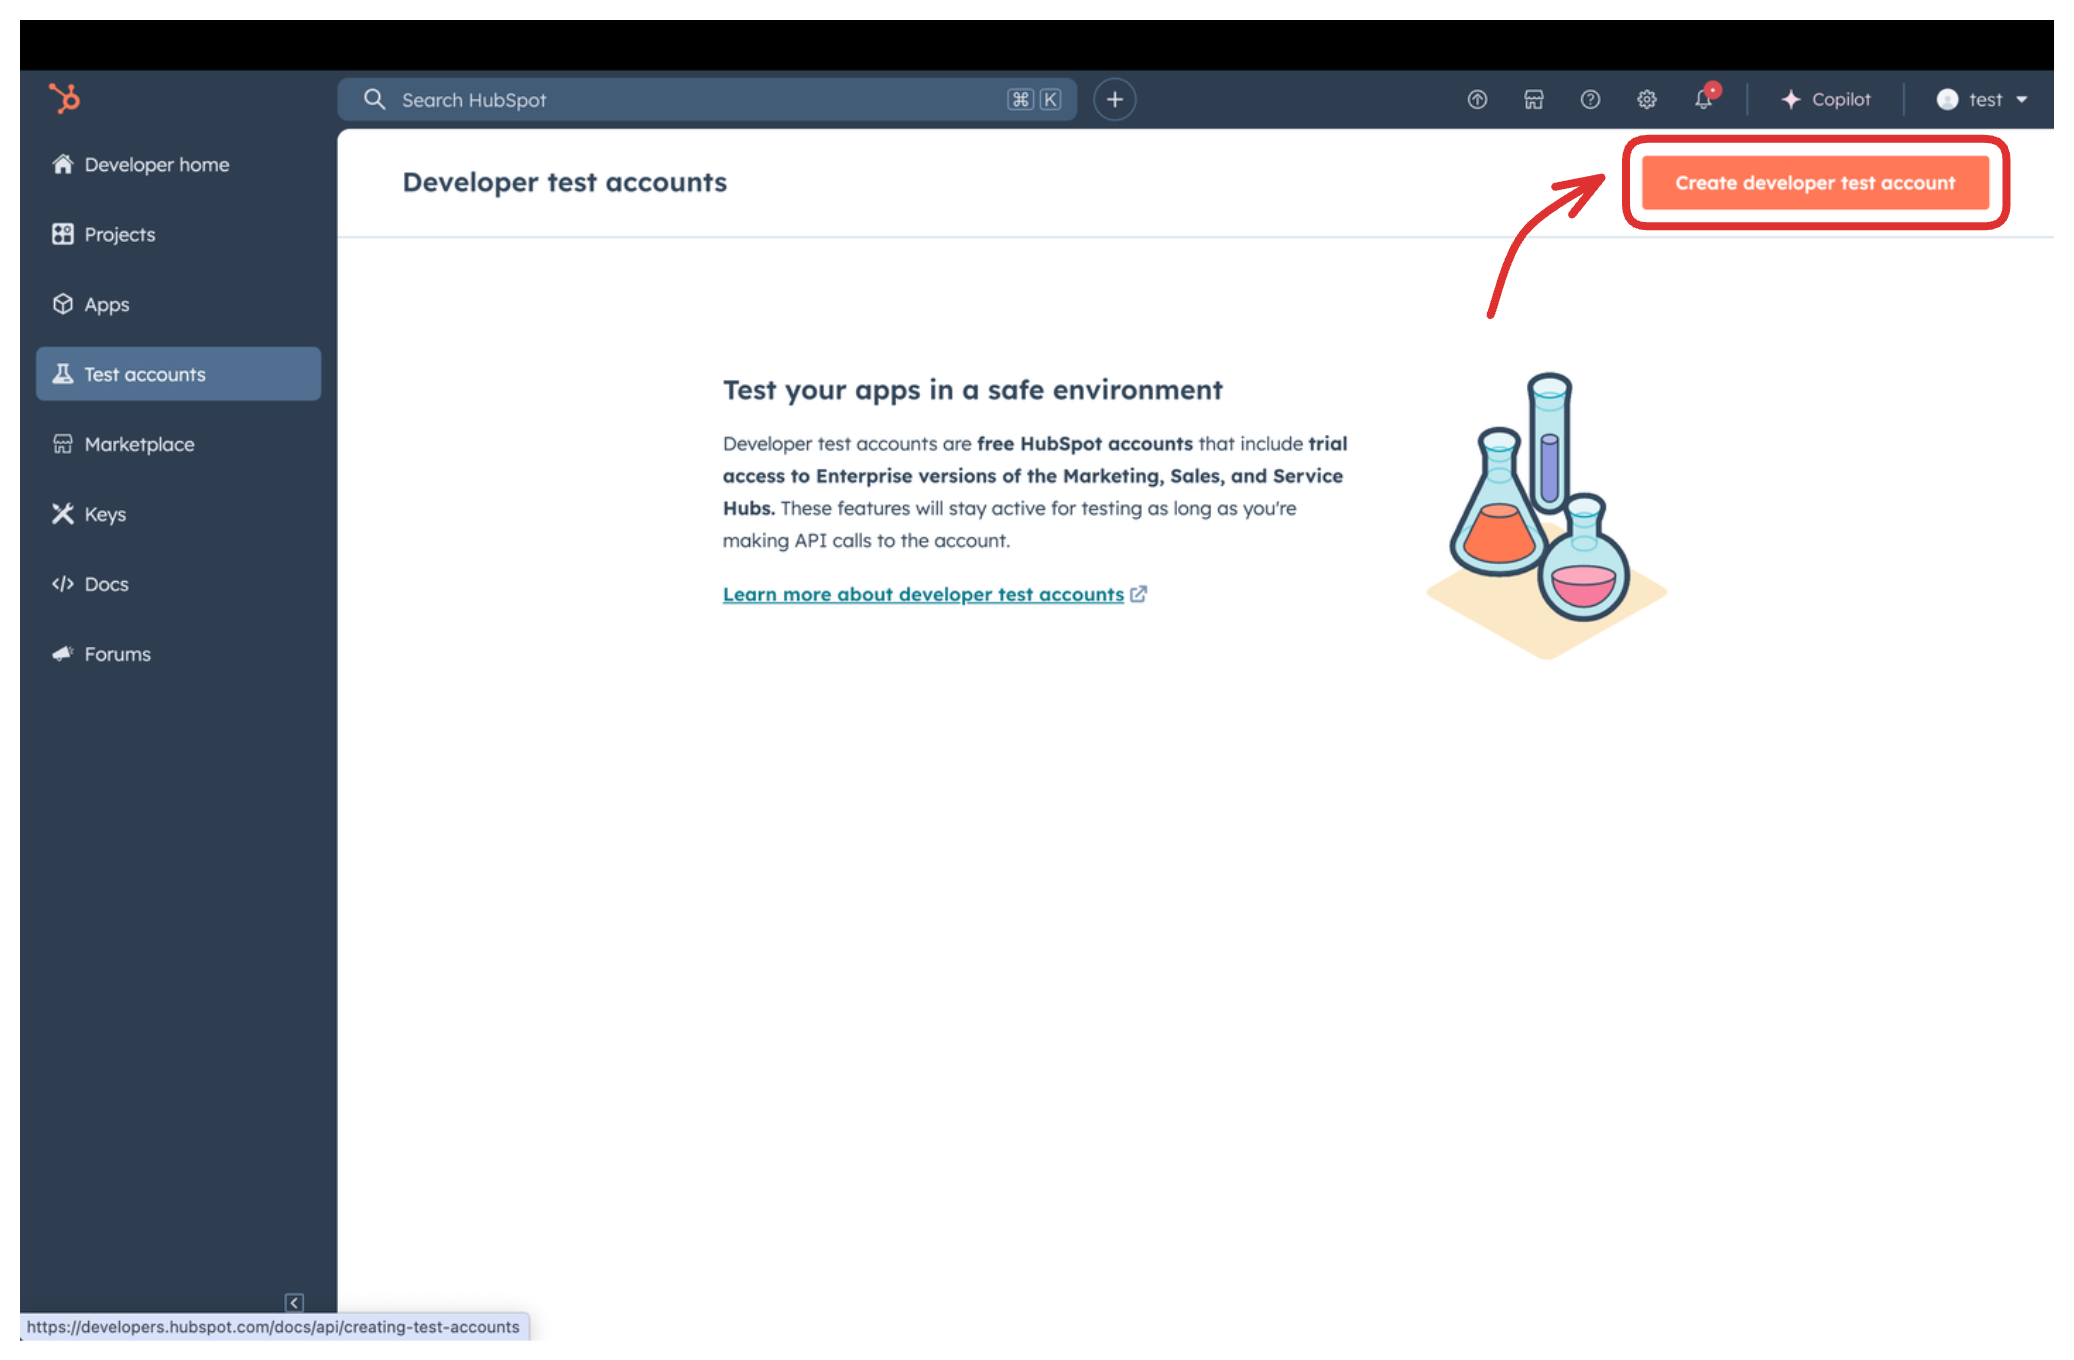 Search HubSpot
⌘ K
+
Copilot
test
Developer home
Projects
Apps
Test accounts
Marketplace
Keys
</> Docs
Forums
Developer test accounts
Create developer test account
Test your apps in a safe environment
Developer test accounts are free HubSpot accounts that include trial
access to Enterprise versions of the Marketing, Sales, and Service
Hubs. These features will stay active for testing as long as you're
making API calls to the account.
Learn more about developer test accounts
https://developers.hubspot.com/docs/api/creating-test-accounts